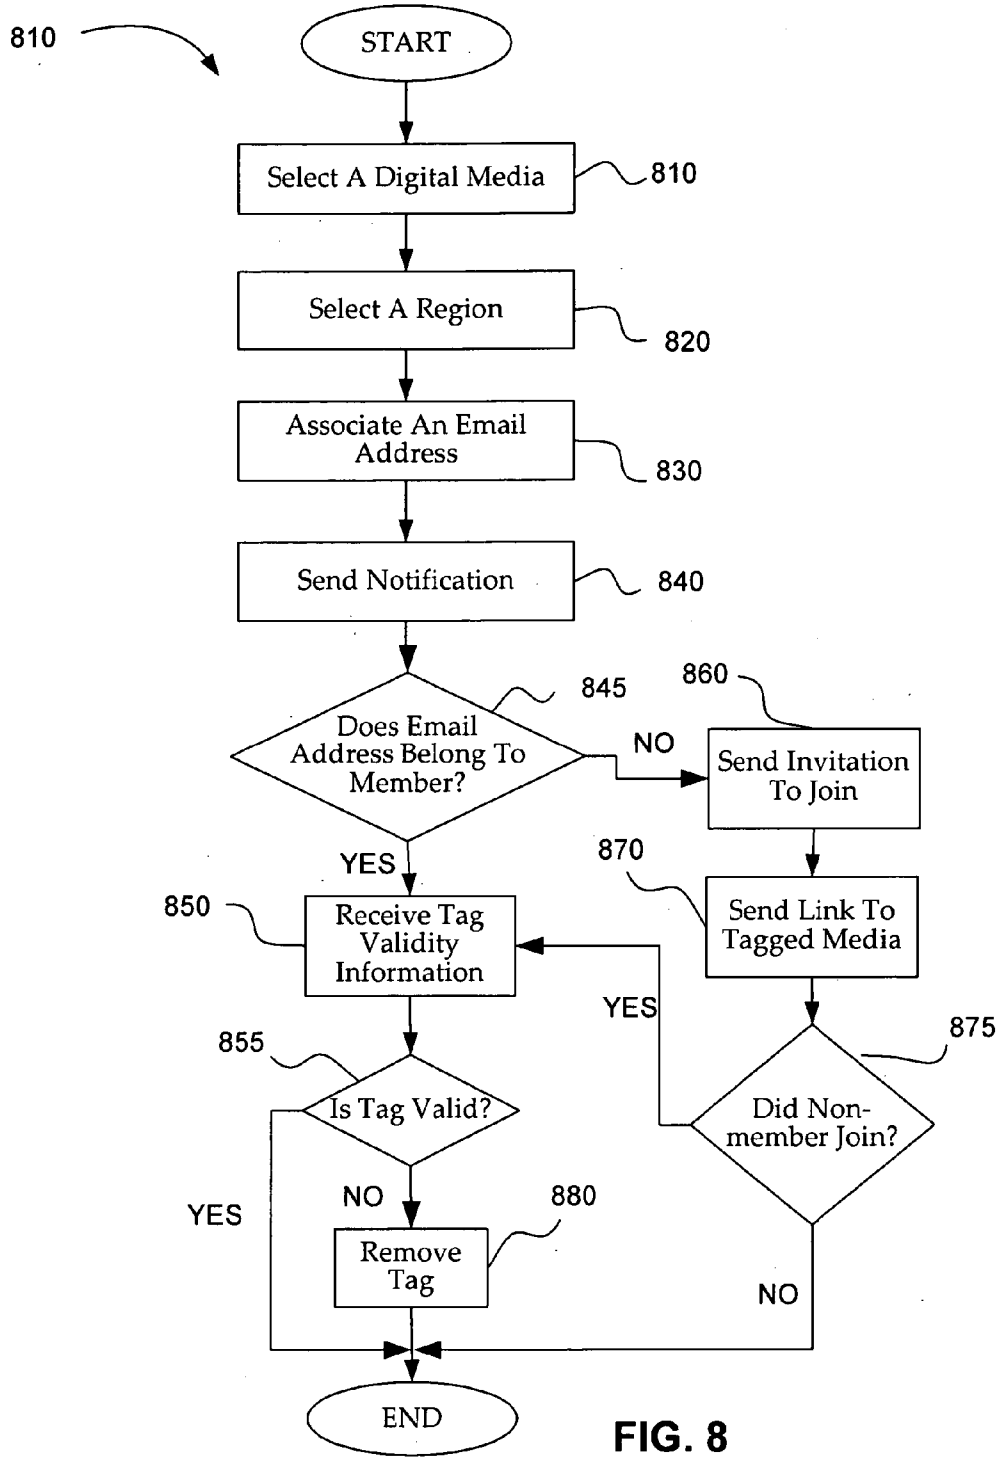 810
START
Select A Digital Media
810
Select A Region
820
Associate An Email
Address
830
Send Notification
840
845
860
Does Email
Address Belong To
Member?
NO
Send Invitation
To Join
YES
870
850
Receive Tag
Validity
Information
Send Link To
Tagged Media
YES
855
875
Is Tag Valid?
Did Non-
member Join?
NO
880
YES
Remove
Tag
NO
END
FIG. 8